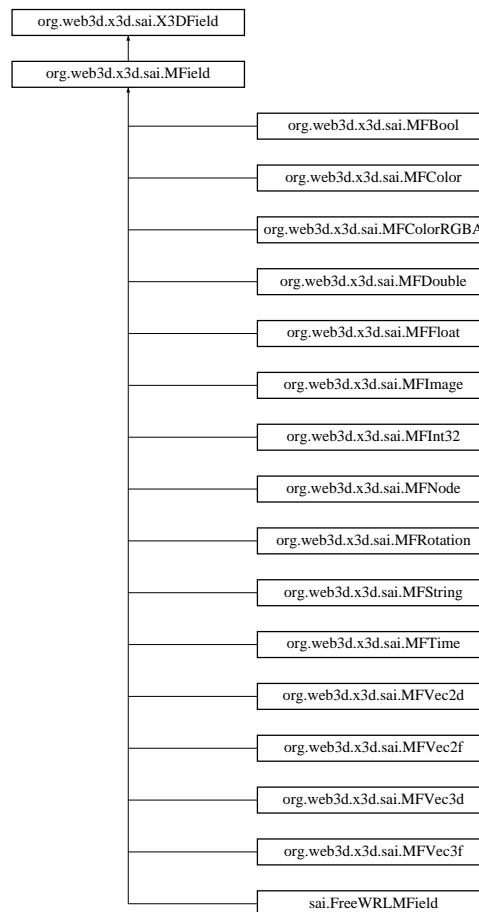 org.web3d.x3d.sai.X3DField
org.web3d.x3d.sai.MField
org.web3d.x3d.sai.MFBool
org.web3d.x3d.sai.MFColor
org.web3d.x3d.sai.MFColorRGBA
org.web3d.x3d.sai.MFDouble
org.web3d.x3d.sai.MFFloat
org.web3d.x3d.sai.MFImage
org.web3d.x3d.sai.MFInt32
org.web3d.x3d.sai.MFNode
org.web3d.x3d.sai.MFRotation
org.web3d.x3d.sai.MFString
org.web3d.x3d.sai.MFTime
org.web3d.x3d.sai.MFVec2d
org.web3d.x3d.sai.MFVec2f
org.web3d.x3d.sai.MFVec3d
org.web3d.x3d.sai.MFVec3f
sai.FreeWRLMField